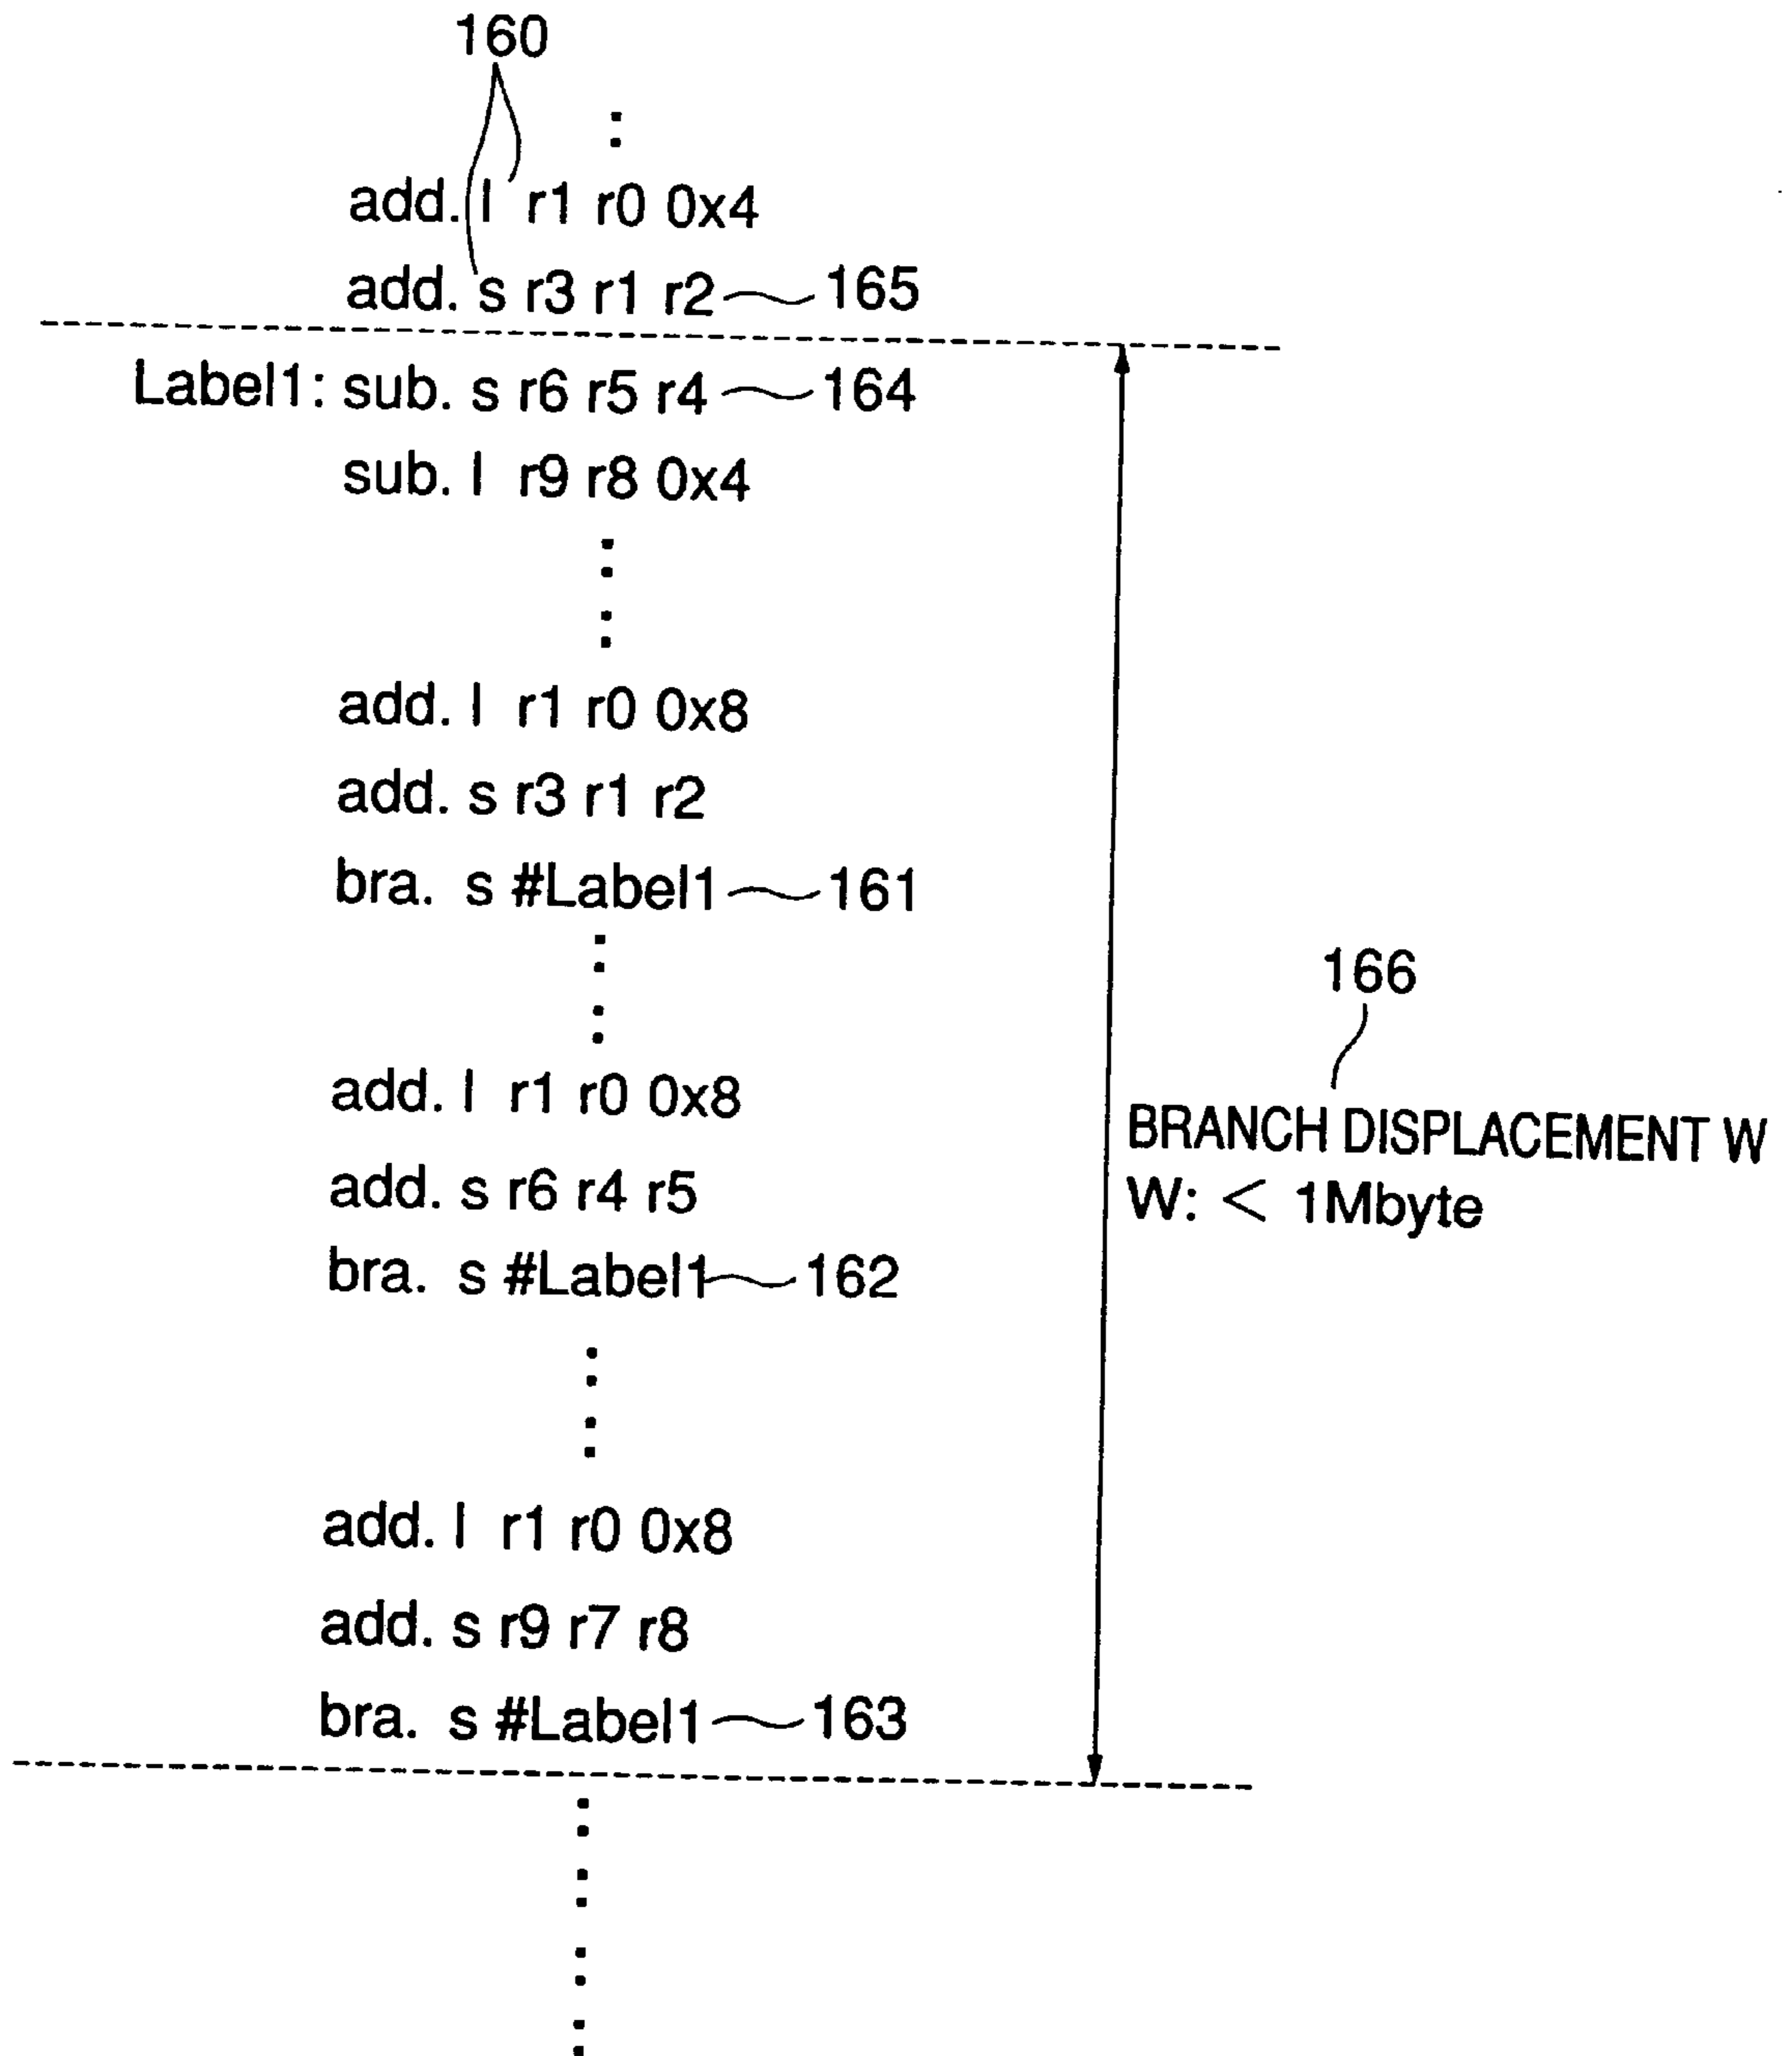 160
add. l r1 r0 0x4
add. s r3 r1 r2 165
Label1: sub. s r6 r5 r4 164
sub. l r9 r8 0x4
add. l r1 r0 0x8
add. s r3 r1 r2
bra. s #Label1 161
166
add. l r1 r0 0x8
BRANCH DISPLACEMENT W
add. s r6 r4 r5
W: < 1Mbyte
bra. s #Label1 162
add. l r1 r0 0x8
add. s r9 r7 r8
bra. s #Label1 163